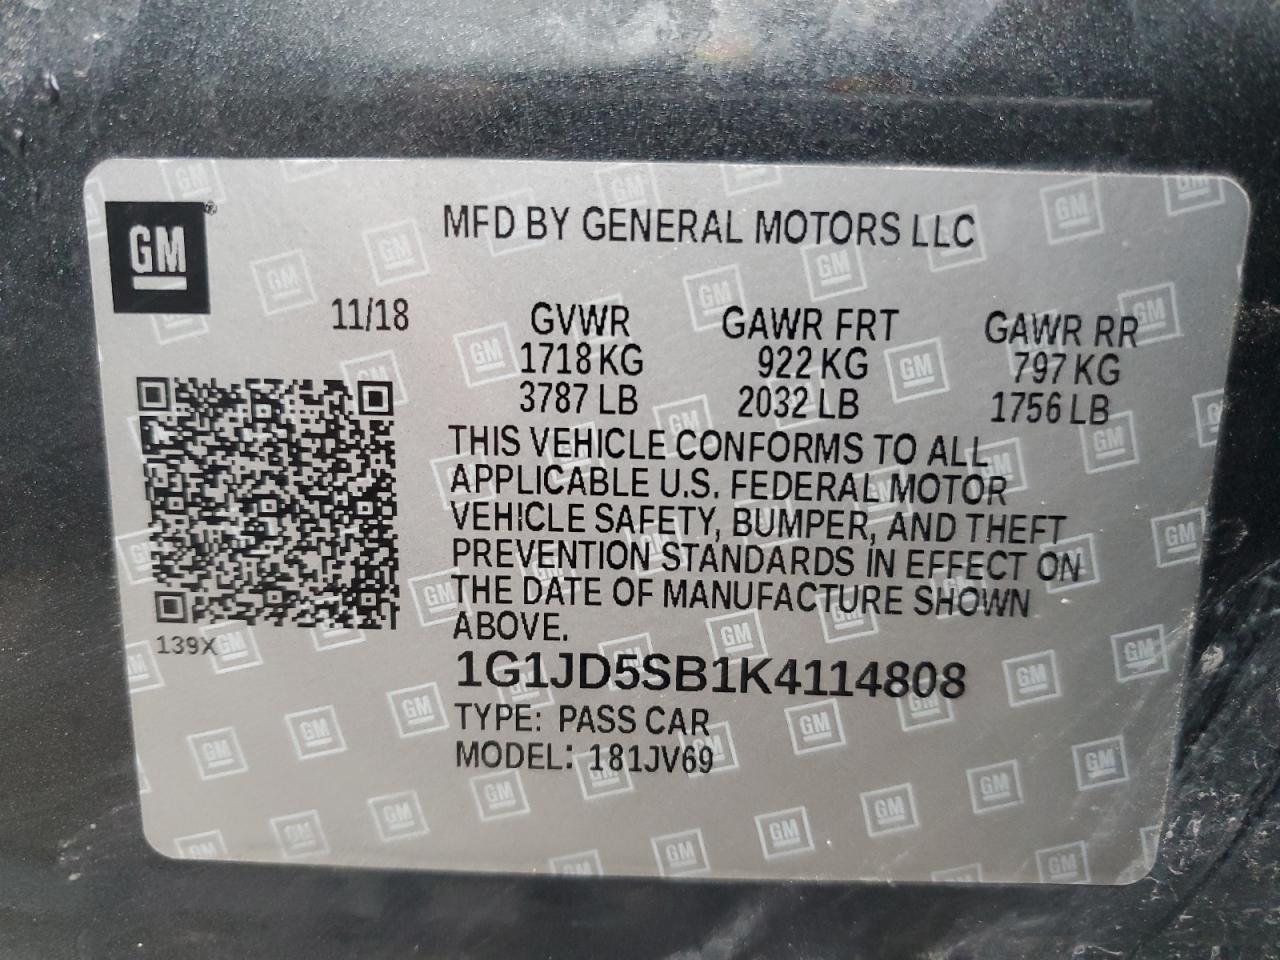 GM
MFD BY GENERAL MOTORS LLC
11/18
GVWR GAWR FRT GAWR RR
1718 KG 922 KG 797 KG
3787 LB 2032 LB 1756 LB
THIS VEHICLE CONFORMS TO ALL
APPLICABLE U.S. FEDERAL MOTOR
VEHICLE SAFETY, BUMPER, AND THEFT
PREVENTION STANDARDS IN EFFECT ON
THE DATE OF MANUFACTURE SHOWN
ABOVE.
139X
1G1JD5SB1K4114808
TYPE: PASS CAR
MODEL: 181JV69